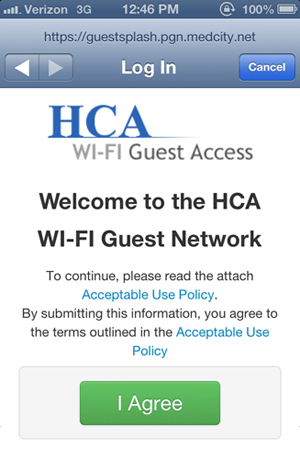 Verizon 3G 12:46 PM 100%
https://guestsplash.pgn.medcity.net
Log In Cancel
HCA
WI-FI Guest Access
Welcome to the HCA
WI-FI Guest Network
To continue, please read the attach
Acceptable Use Policy.
By submitting this information, you agree to
the terms outlined in the Acceptable Use
Policy
I Agree